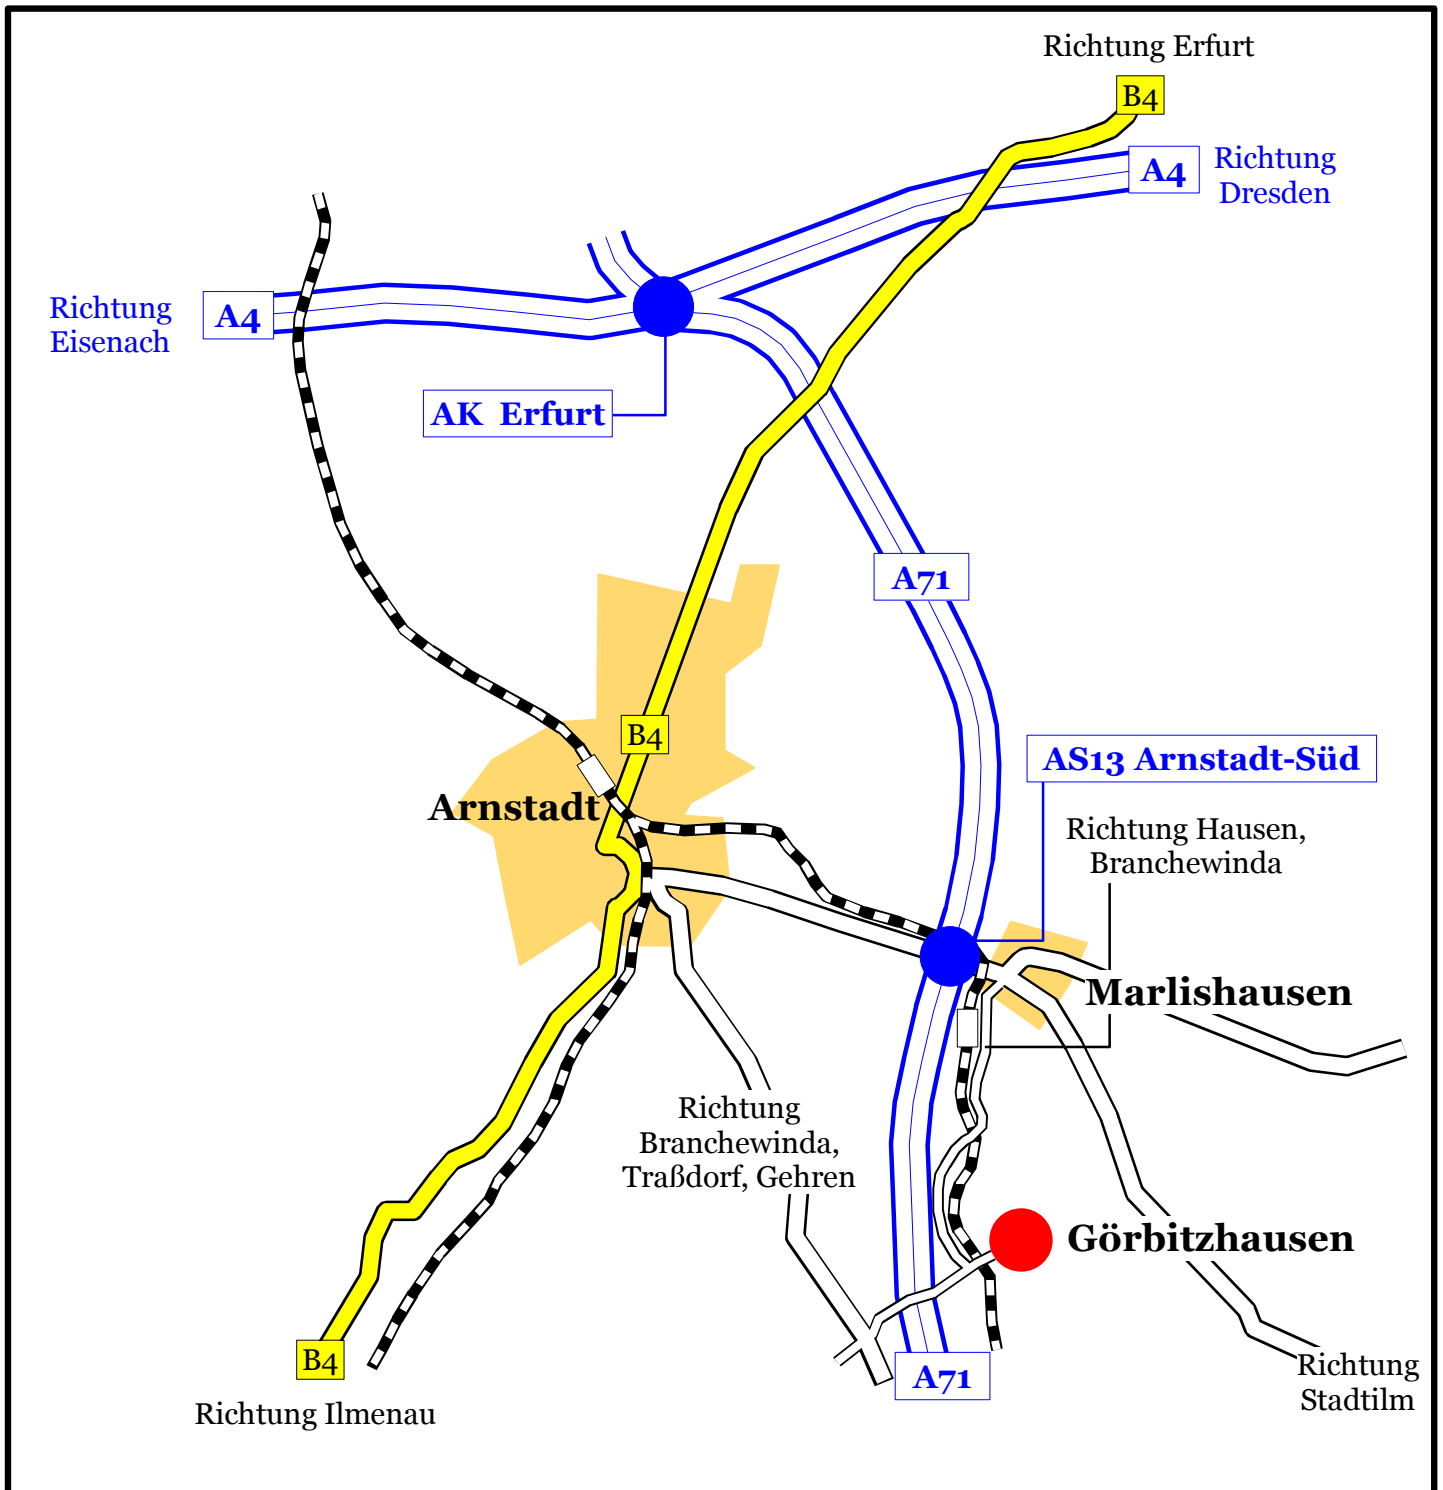 Richtung Erfurt
B4
A4
Richtung
Dresden
Richtung
Eisenach
A4
AK Erfurt
A71
B4
AS13 Arnstadt-Süd
Arnstadt
Richtung Hausen,
Branchewinda
Marlishausen
Richtung
Branchewinda,
Traßdorf, Gehren
Görbitzhausen
B4
A71
Richtung
Stadtilm
Richtung Ilmenau